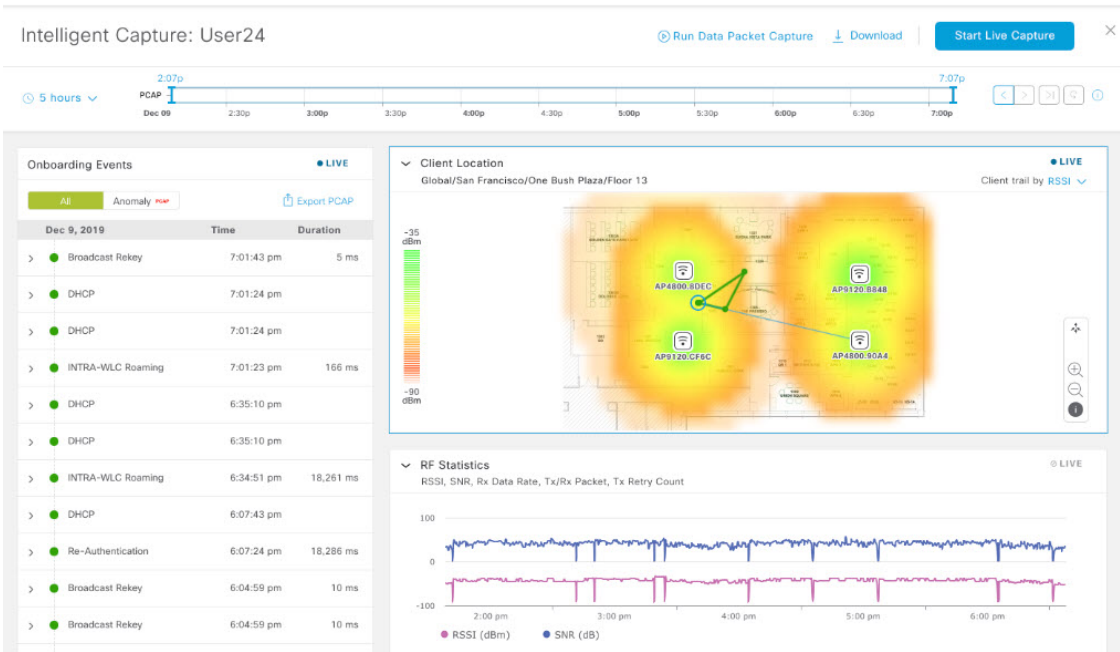 Intelligent Capture: User24
Run Data Packet Capture
Download
Start Live Capture
5 hours
2:07p
7:07p
PCAP
Dec 09
2:30p
3:00p
3:30p
4:00p
4:30p
5:00p
5:30p
6:00p
6:30p
7:00p
Onboarding Events
LIVE
All
Anomaly PCAP
Export PCAP
Dec 9, 2019 Time Duration
Broadcast Rekey 7:01:43 pm 5 ms
DHCP 7:01:24 pm
DHCP 7:01:24 pm
INTRA-WLC Roaming 7:01:23 pm 166 ms
DHCP 6:35:10 pm
DHCP 6:35:10 pm
INTRA-WLC Roaming 6:34:51 pm 18,261 ms
DHCP 6:07:43 pm
Re-Authentication 6:07:24 pm 18,286 ms
Broadcast Rekey 6:04:59 pm 10 ms
Broadcast Rekey 6:04:59 pm 10 ms
Client Location
LIVE
Global/San Francisco/One Bush Plaza/Floor 13
Client trail by RSSI
-35
dBm
-90
dBm
AP4800.8DEC
AP9120.B848
AP9120.CF6C
AP4800.90A4
RF Statistics
LIVE
RSSI, SNR, Rx Data Rate, Tx/Rx Packet, Tx Retry Count
100
0
-100
2:00 pm
3:00 pm
4:00 pm
5:00 pm
6:00 pm
RSSI (dBm)
SNR (dB)